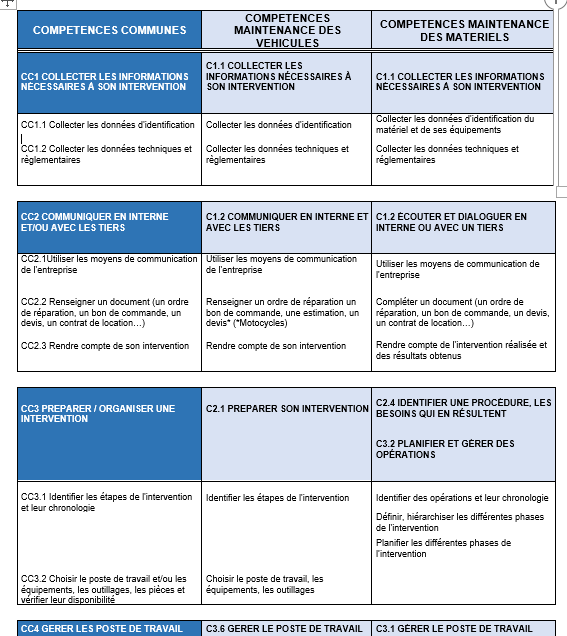 COMPETENCES COMMUNES
COMPETENCES
MAINTENANCE DES
VEHICULES
COMPETENCES MAINTENANCE
DES MATERIELS
CC1 COLLECTER LES INFORMATIONS
NÉCESSAIRES À SON INTERVENTION
C1.1 COLLECTER LES
INFORMATIONS NÉCESSAIRES À
SON INTERVENTION
C1.1 COLLECTER LES INFORMATIONS
NÉCESSAIRES À SON INTERVENTION
CC1.1 Collecter les données d'identification
Collecter les données d'identification
Collecter les données d'identification du
matériel et de ses équipements
CC1.2 Collecter les données techniques et
réglementaires
Collecter les données techniques et
réglementaires
Collecter les données techniques et
réglementaires
CC2 COMMUNIQUER EN INTERNE
ET/OU AVEC LES TIERS
C1.2 COMMUNIQUER EN INTERNE ET
AVEC LES TIERS
C1.2 ÉCOUTER ET DIALOGUER EN
INTERNE OU AVEC UN TIERS
CC2.1Utiliser les moyens de communication
de l'entreprise
Utiliser les moyens de communication
de l'entreprise
Utiliser les moyens de communication de
l'entreprise
CC2.2 Renseigner un document (un ordre
de réparation, un bon de commande, un
devis, un contrat de location…)
Renseigner un ordre de réparation un
bon de commande, une estimation, un
devis* (*Motocycles)
Compléter un document (un ordre de
réparation, un bon de commande, un devis,
un contrat de location…)
CC2.3 Rendre compte de son intervention
Rendre compte de son intervention
Rendre compte de l'intervention réalisée et
des résultats obtenus
CC3 PREPARER / ORGANISER UNE
INTERVENTION
C2.1 PREPARER SON INTERVENTION
C2.4 IDENTIFIER UNE PROCÉDURE, LES
BESOINS QUI EN RÉSULTENT
C3.2 PLANIFIER ET GÉRER DES
OPÉRATIONS
CC3.1 Identifier les étapes de l'intervention
et leur chronologie
Identifier les étapes de l'intervention
Identifier des opérations et leur chronologie
Définir, hiérarchiser les différentes phases
de l'intervention
Planifier les différentes phases de
l'intervention
CC3.2 Choisir le poste de travail et/ou les
équipements, les outillages, les pièces et
vérifier leur disponibilité
Choisir le poste de travail, les
équipements, les outillages
CC4 GERER LES POSTE DE TRAVAIL
C3.6 GERER LE POSTE DE TRAVAIL
C3.1 GÉRER LE POSTE DE TRAVAIL